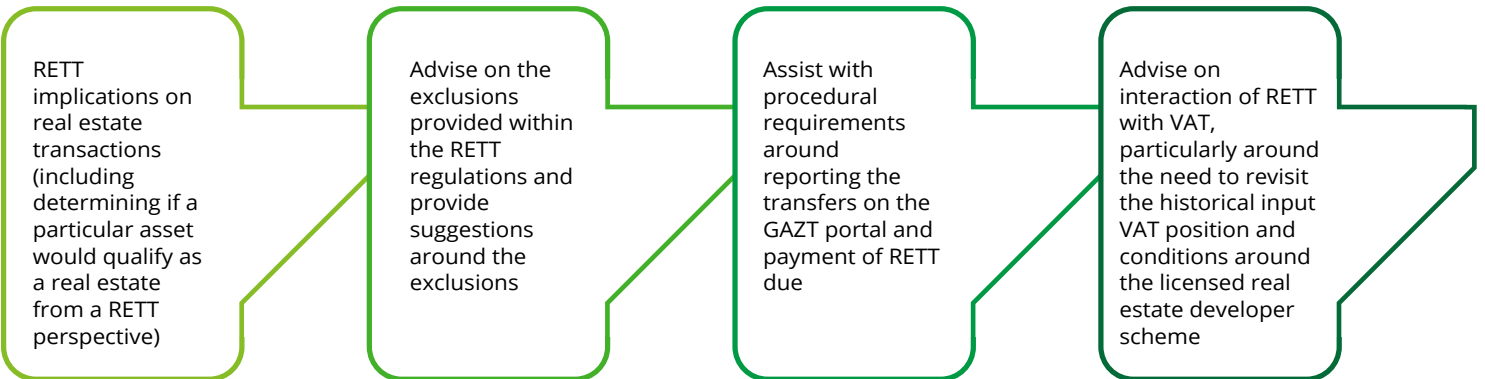 RETT
implications on
real estate
transactions
(including
determining if a
particular asset
would qualify as
a real estate
from a RETT
perspective)
Advise on the
exclusions
provided within
the RETT
regulations and
provide
suggestions
around the
exclusions
Assist with
procedural
requirements
around
reporting the
transfers on the
GAZT portal and
payment of RETT
due
Advise on
interaction of RETT
with VAT,
particularly around
the need to revisit
the historical input
VAT position and
conditions around
the licensed real
estate developer
scheme